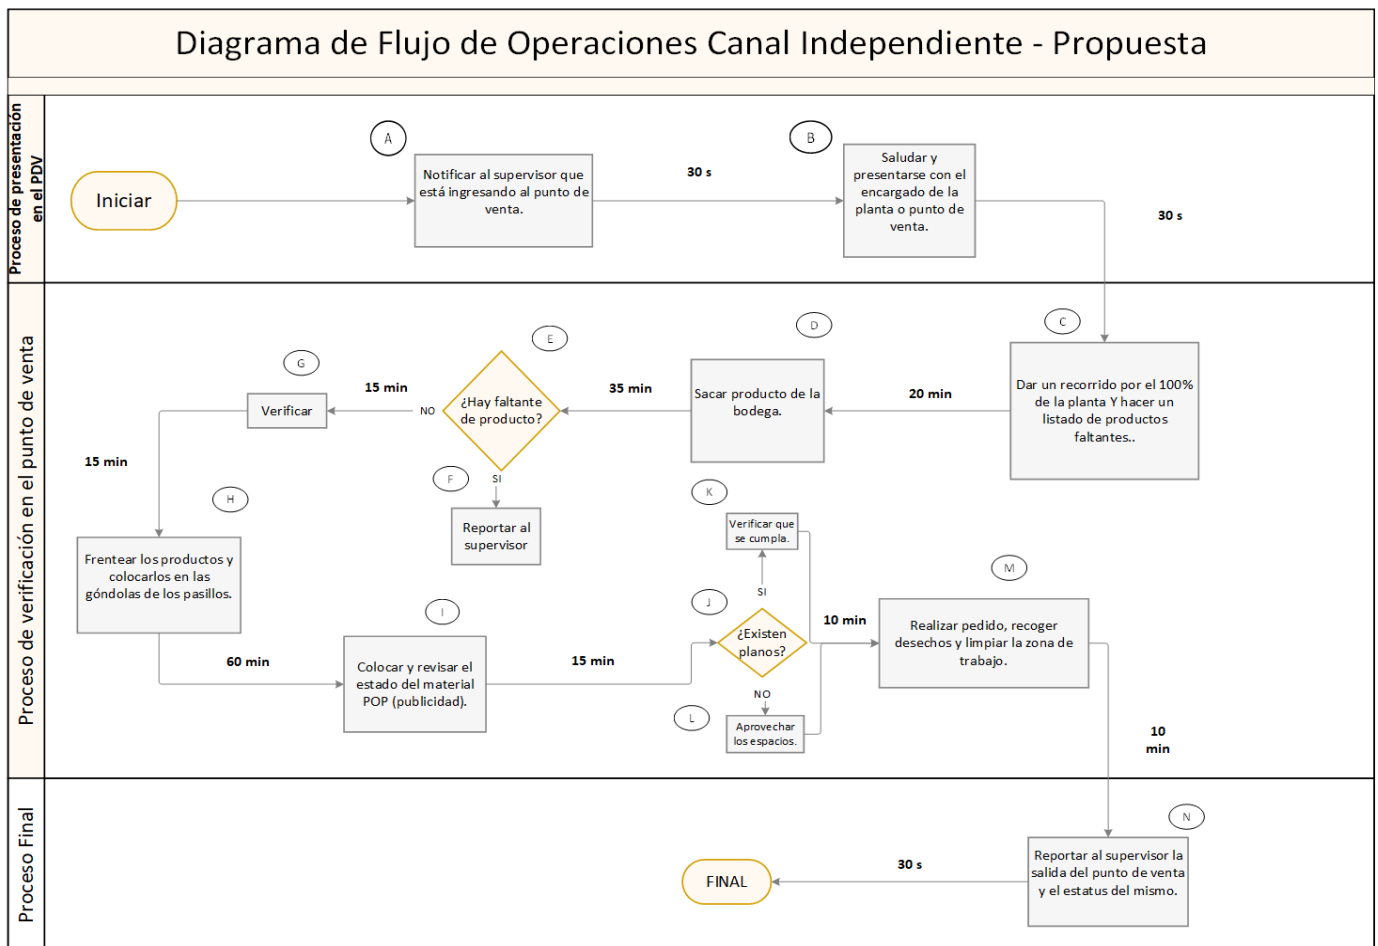 Diagrama de Flujo de Operaciones Canal Independiente - Propuesta
Proceso de presentación
en el PDV
Iniciar
A
Notificar al supervisor que
está ingresando al punto de
venta.
30 s
B
Saludar y
presentarse con el
encargado de la
planta o punto de
venta.
30 s
Proceso de verificación en el punto de venta
C
Dar un recorrido por el 100%
de la planta Y hacer un
listado de productos
faltantes..
20 min
D
Sacar producto de la
bodega.
35 min
E
¿Hay faltante
de producto?
NO
15 min
G
Verificar
SI
F
Reportar al
supervisor
15 min
H
Frentear los productos y
colocarlos en las
góndolas de los pasillos.
60 min
I
Colocar y revisar el
estado del material
POP (publicidad).
15 min
J
¿Existen
planos?
SI
K
Verificar que
se cumpla.
NO
L
Aprovechar
los espacios.
10 min
M
Realizar pedido, recoger
desechos y limpiar la zona de
trabajo.
10
min
Proceso Final
N
Reportar al supervisor la
salida del punto de venta
y el estatus del mismo.
30 s
FINAL